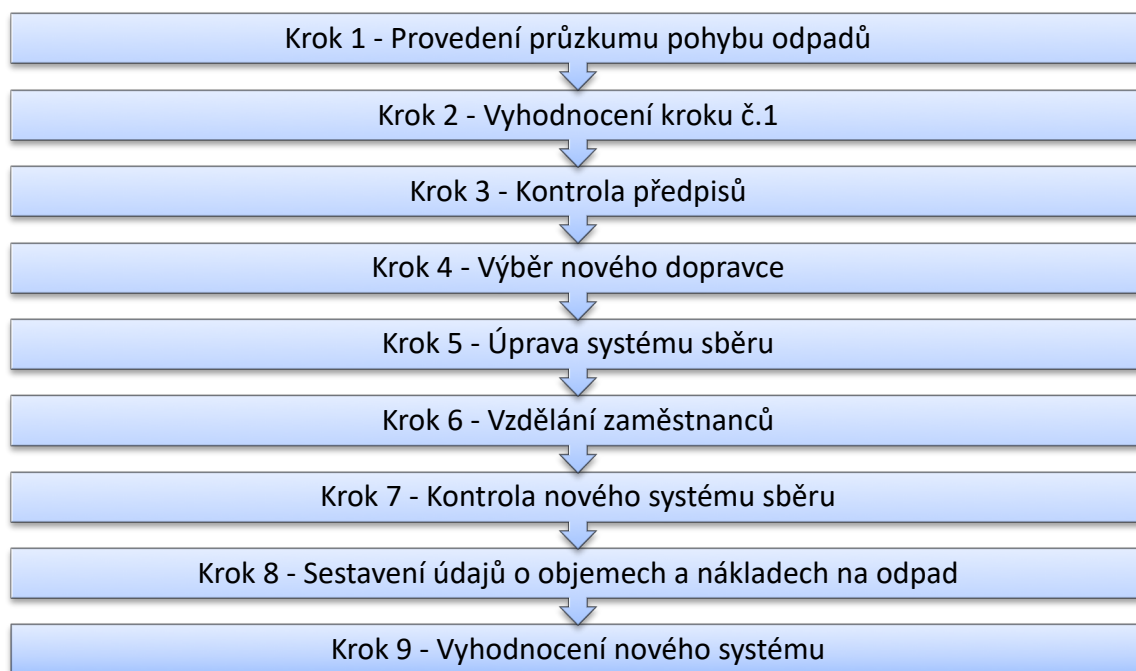 Krok 1 - Provedení průzkumu pohybu odpadů
Krok 2 - Vyhodnocení kroku č.1
Krok 3 - Kontrola předpisů
Krok 4 - Výběr nového dopravce
Krok 5 - Úprava systému sběru
Krok 6 - Vzdělání zaměstnanců
Krok 7 - Kontrola nového systému sběru
Krok 8 - Sestavení údajů o objemech a nákladech na odpad
Krok 9 - Vyhodnocení nového systému